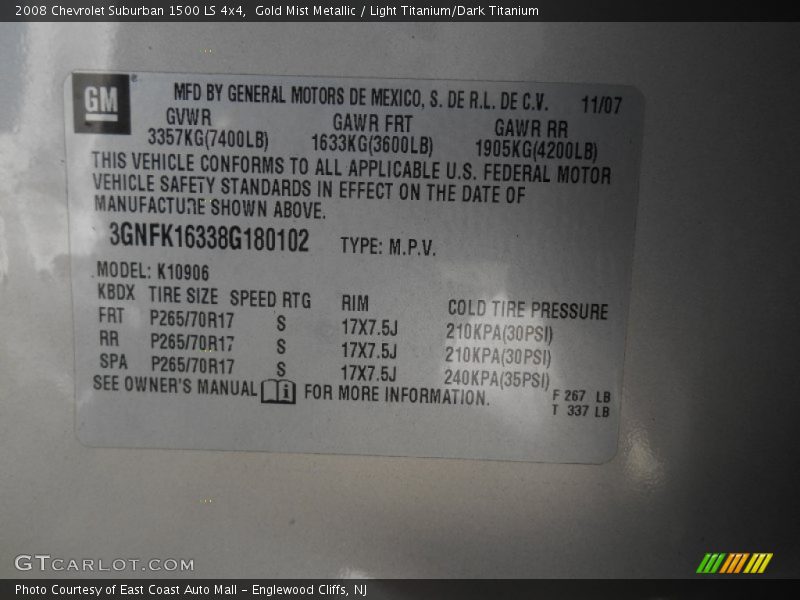 2008 Chevrolet Suburban 1500 LS 4x4, Gold Mist Metallic / Light Titanium/Dark Titanium
GM
MFD BY GENERAL MOTORS DE MEXICO, S. DE R.L. DE C.V. 11/07
GVWR GAWR FRT GAWR RR
3357KG(7400LB) 1633KG(3600LB) 1905KG(4200LB)
THIS VEHICLE CONFORMS TO ALL APPLICABLE U.S. FEDERAL MOTOR
VEHICLE SAFETY STANDARDS IN EFFECT ON THE DATE OF
MANUFACTURE SHOWN ABOVE.
3GNFK16338G180102 TYPE: M.P.V.
MODEL: K10906
KBDX TIRE SIZE SPEED RTG RIM COLD TIRE PRESSURE
FRT P265/70R17 S 17X7.5J 210KPA(30PSI)
RR P265/70R17 S 17X7.5J 210KPA(30PSI)
SPA P265/70R17 S 17X7.5J 240KPA(35PSI)
SEE OWNER'S MANUAL i FOR MORE INFORMATION.
F 267 LB
T 337 LB
GTCARLOT.COM
Photo Courtesy of East Coast Auto Mall - Englewood Cliffs, NJ